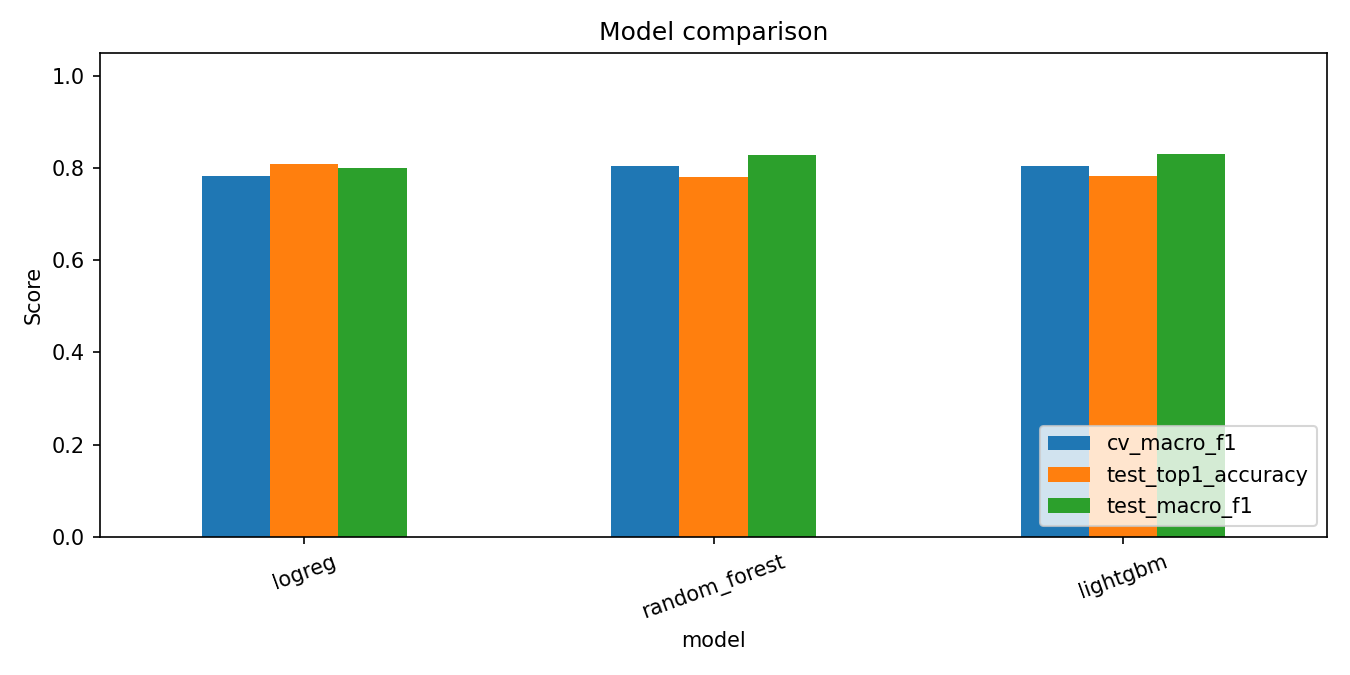 Model comparison
1.0
0.8
0.6
0.4
0.2
0.0
Score
cv_macro_f1
test_top1_accuracy
test_macro_f1
logreg
random_forest
lightgbm
model